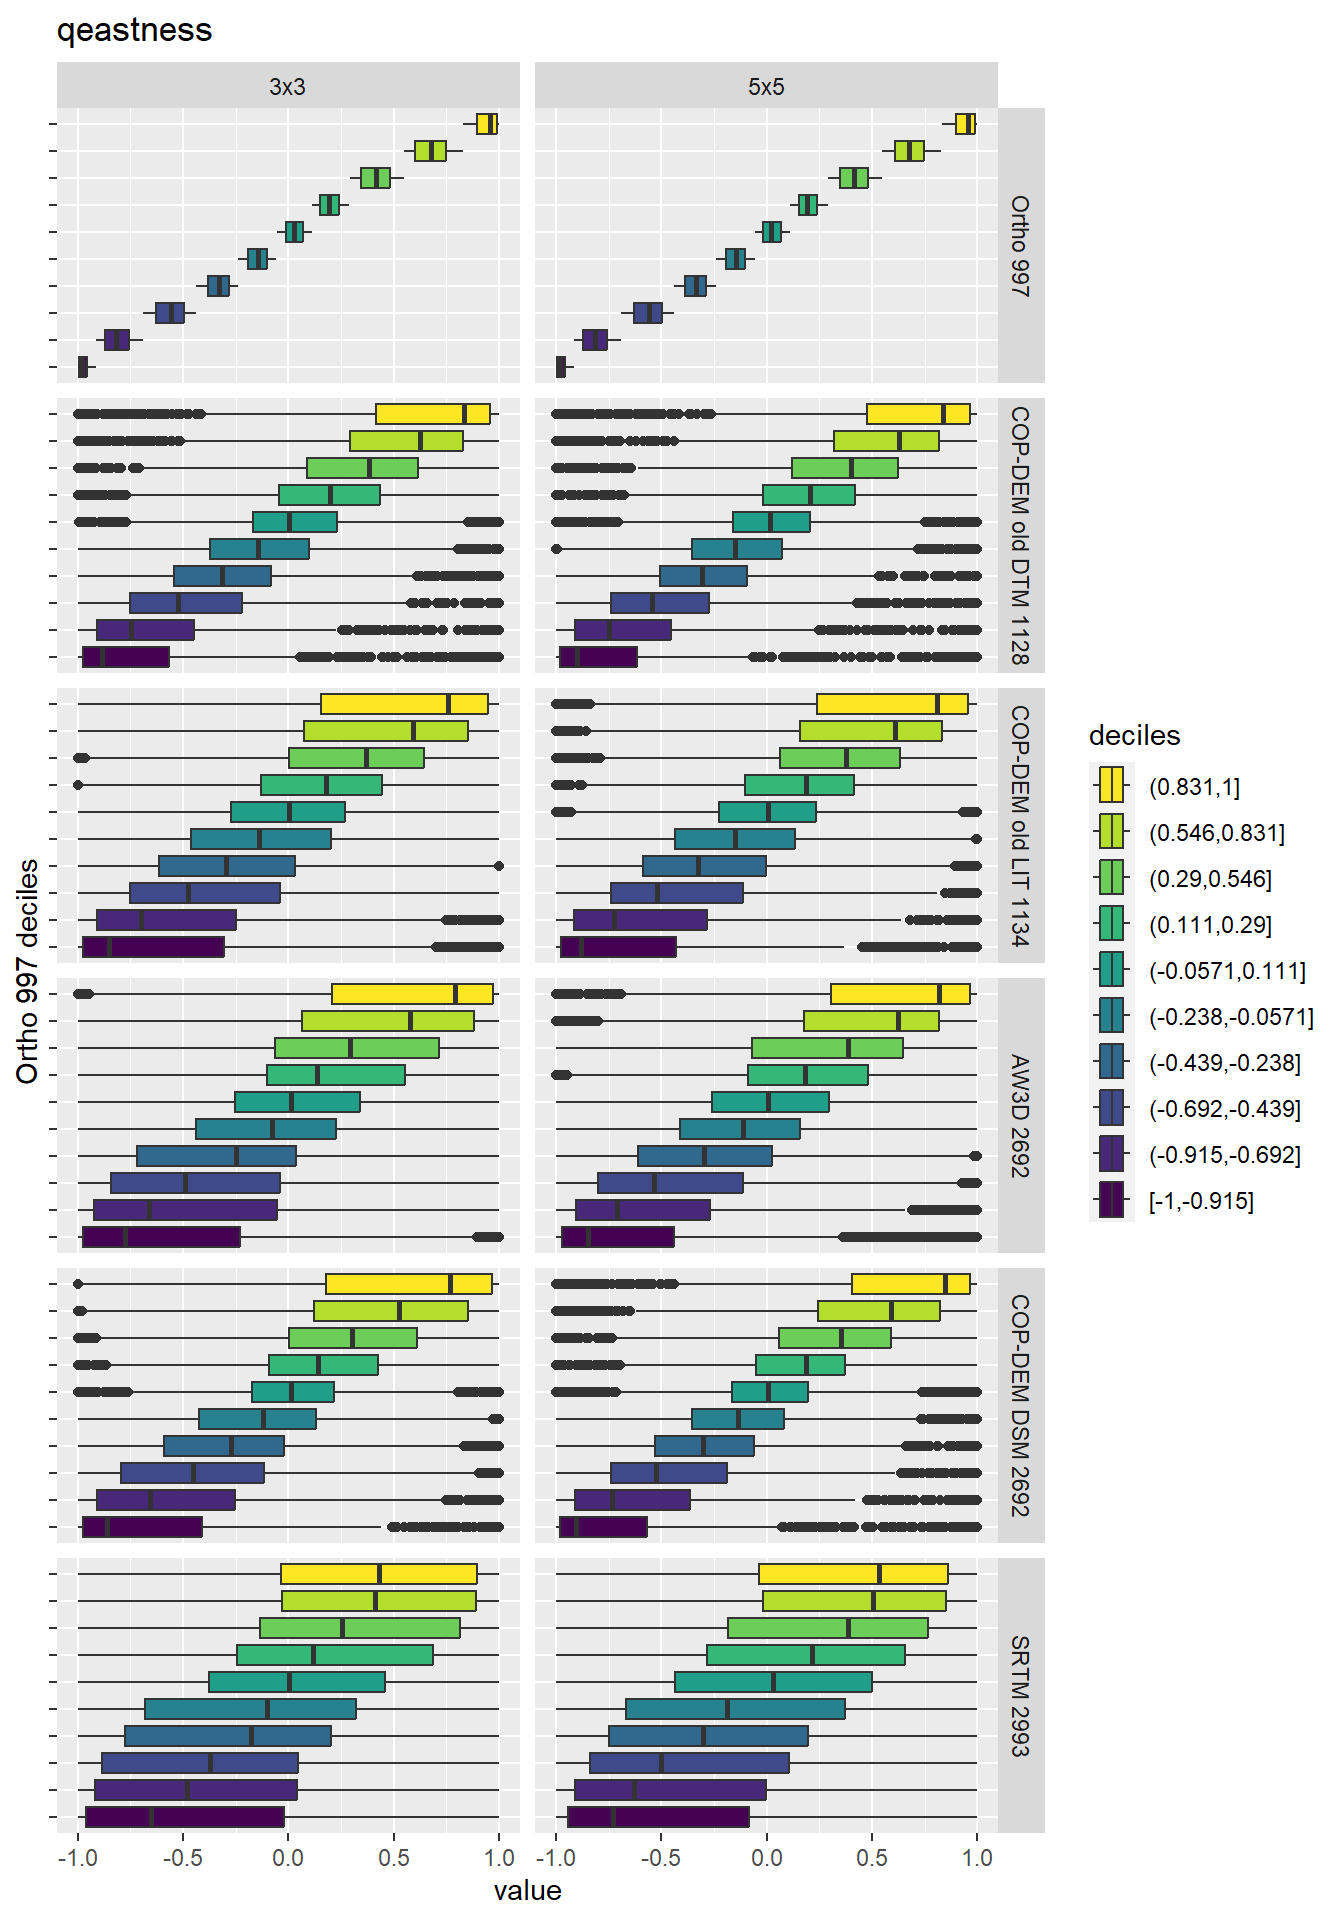 qeastness
3x3
5x5
Ortho 997
COP-DEM old DTM 1128
COP-DEM old LIT 1134
AW3D 2692
COP-DEM DSM 2692
SRTM 2993
Ortho 997 deciles
-1.0 -0.5 0.0 0.5 1.0
-1.0 -0.5 0.0 0.5 1.0
value
deciles
(0.831,1]
(0.546,0.831]
(0.29,0.546]
(0.111,0.29]
(-0.0571,0.111]
(-0.238,-0.0571]
(-0.439,-0.238]
(-0.692,-0.439]
(-0.915,-0.692]
[-1,-0.915]